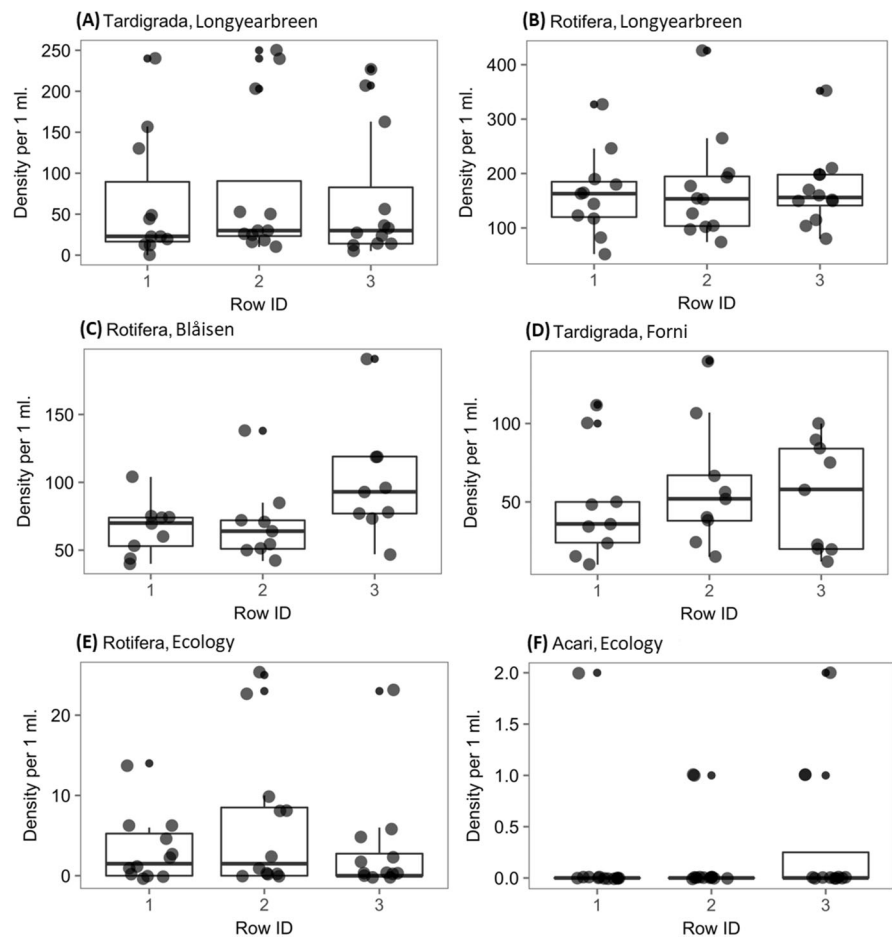 (A) Tardigrada, Longyearbreen
Density per 1 ml.
250
200
150
100
50
0
1 2 3
Row ID
(B) Rotifera, Longyearbreen
Density per 1 ml.
400
300
200
100
1 2 3
Row ID
(C) Rotifera, Blåisen
Density per 1 ml.
150
100
50
1 2 3
Row ID
(D) Tardigrada, Forni
Density per 1 ml.
100
50
1 2 3
Row ID
(E) Rotifera, Ecology
Density per 1 ml.
20
10
0
1 2 3
Row ID
(F) Acari, Ecology
Density per 1 ml.
2.0
1.5
1.0
0.5
0.0
1 2 3
Row ID